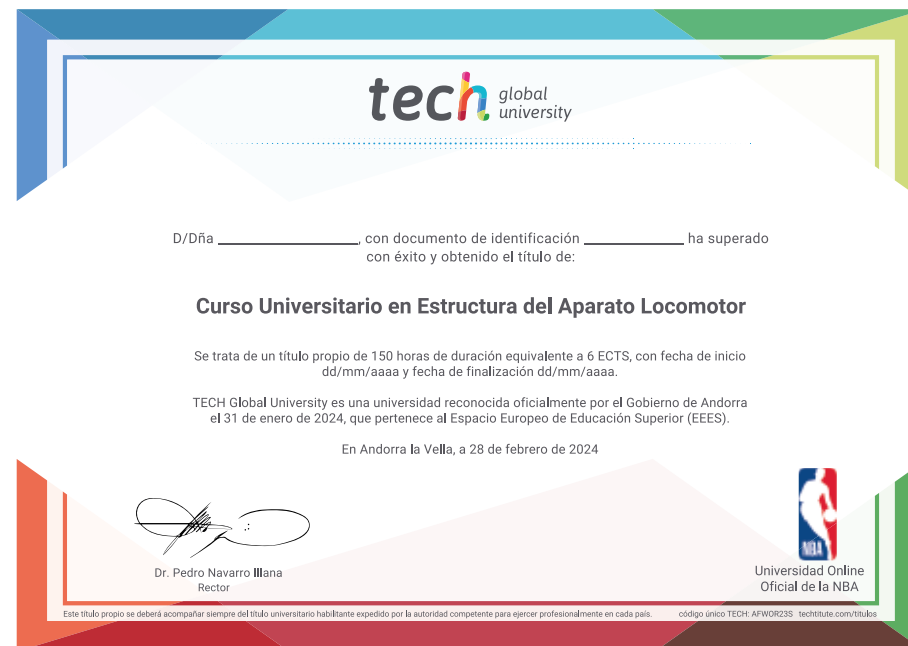 tech global university
D/Dña ____________________, con documento de identificación ______________ ha superado
con éxito y obtenido el título de:
Curso Universitario en Estructura del Aparato Locomotor
Se trata de un título propio de 150 horas de duración equivalente a 6 ECTS, con fecha de inicio
dd/mm/aaaa y fecha de finalización dd/mm/aaaa.
TECH Global University es una universidad reconocida oficialmente por el Gobierno de Andorra
el 31 de enero de 2024, que pertenece al Espacio Europeo de Educación Superior (EEES).
En Andorra la Vella, a 28 de febrero de 2024
NBA
Dr. Pedro Navarro Illana
Rector
Universidad Online
Oficial de la NBA
Este título propio se deberá acompañar siempre del título universitario habilitante expedido por la autoridad competente para ejercer profesionalmente en cada país. código único TECH: AFWOR23S techtitute.com/titulos